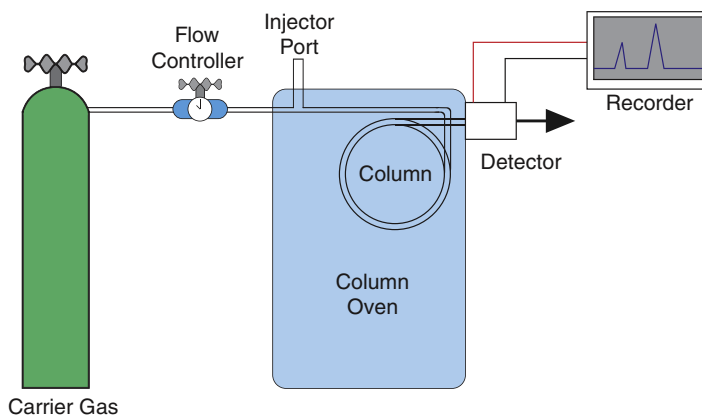 Flow
Controller
Injector
Port
Recorder
Detector
Column
Column
Oven
Carrier Gas